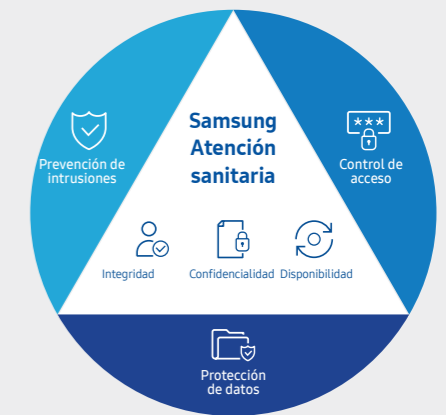 Samsung
Atención
sanitaria
Prevención de
intrusiones
***
Control de
acceso
Integridad
Confidencialidad
Disponibilidad
Protección
de datos